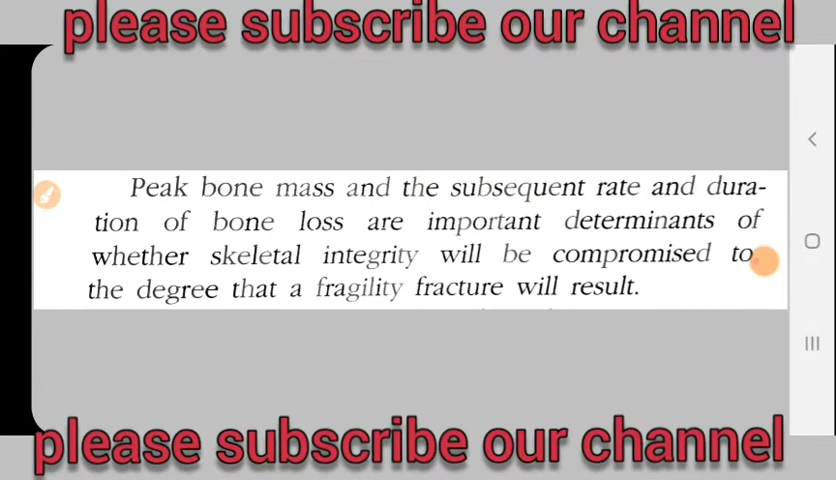 please subscribe our channel
Peak bone mass and the subsequent rate and dura-
tion of bone loss are important determinants of
whether skeletal integrity will be compromised to
the degree that a fragility fracture will result.
please subscribe our channel